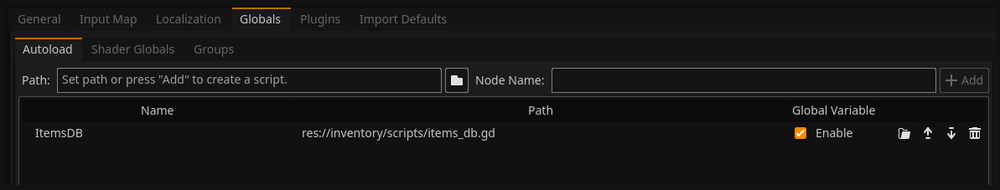 General Input Map Localization Globals Plugins Import Defaults
Autoload Shader Globals Groups
Path: Set path or press "Add" to create a script. Node Name: Add
Name Path Global Variable
ItemsDB res://inventory/scripts/items_db.gd Enable